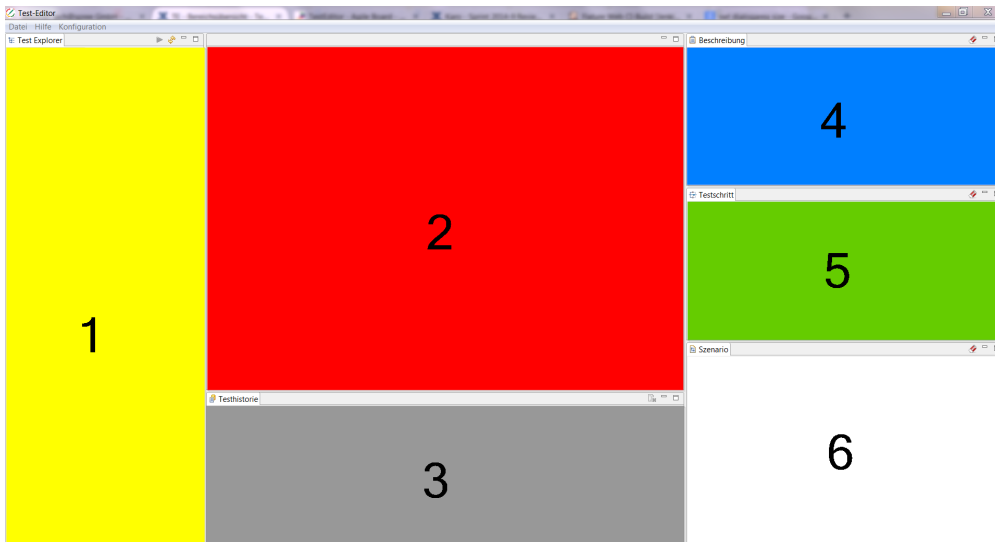 Test-Editor
Datei Hilfe Konfiguration
Test Explorer
1
2
Testhistorie
3
Beschreibung
4
Testschritt
5
Szenario
6